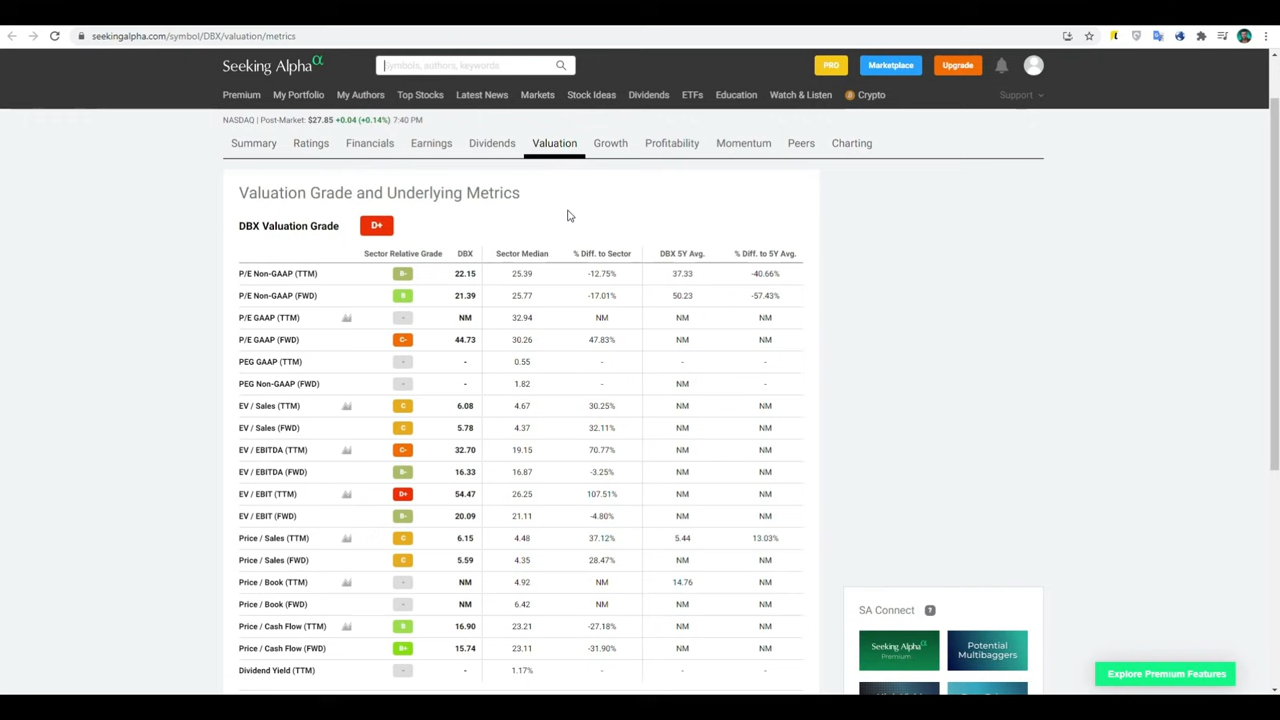 seekingalpha.com/symbol/DBX/valuation/metrics
Seeking Alpha α
Symbols, authors, keywords
PRO
Marketplace
Upgrade
Premium My Portfolio My Authors Top Stocks Latest News Markets Stock Ideas Dividends ETFs Education Watch & Listen Crypto Support
NASDAQ | Post-Market: $27.85 +0.04 (+0.14%) 7:40 PM
Summary Ratings Financials Earnings Dividends Valuation Growth Profitability Momentum Peers Charting
Valuation Grade and Underlying Metrics
DBX Valuation Grade D+
Sector Relative Grade DBX Sector Median % Diff. to Sector DBX 5Y Avg. % Diff. to 5Y Avg.
P/E Non-GAAP (TTM) B- 22.15 25.39 -12.75% 37.33 -40.66%
P/E Non-GAAP (FWD) B 21.39 25.77 -17.01% 50.23 -57.43%
P/E GAAP (TTM) - NM 32.94 NM NM NM
P/E GAAP (FWD) C- 44.73 30.26 47.83% NM NM
PEG GAAP (TTM) - - 0.55 - - -
PEG Non-GAAP (FWD) - - 1.82 - NM -
EV / Sales (TTM) C 6.08 4.67 30.25% NM NM
EV / Sales (FWD) C 5.78 4.37 32.11% NM NM
EV / EBITDA (TTM) C- 32.70 19.15 70.77% NM NM
EV / EBITDA (FWD) B- 16.33 16.87 -3.25% NM NM
EV / EBIT (TTM) D+ 54.47 26.25 107.51% NM NM
EV / EBIT (FWD) B- 20.09 21.11 -4.80% NM NM
Price / Sales (TTM) C 6.15 4.48 37.12% 5.44 13.03%
Price / Sales (FWD) C 5.59 4.35 28.47% NM NM
Price / Book (TTM) - NM 4.92 NM 14.76 NM
Price / Book (FWD) - NM 6.42 NM NM NM
Price / Cash Flow (TTM) B 16.90 23.21 -27.18% NM NM
Price / Cash Flow (FWD) B+ 15.74 23.11 -31.90% NM NM
Dividend Yield (TTM) - - 1.17% - - -
SA Connect ?
Seeking Alpha α
Premium
Potential
Multibaggers
Explore Premium Features